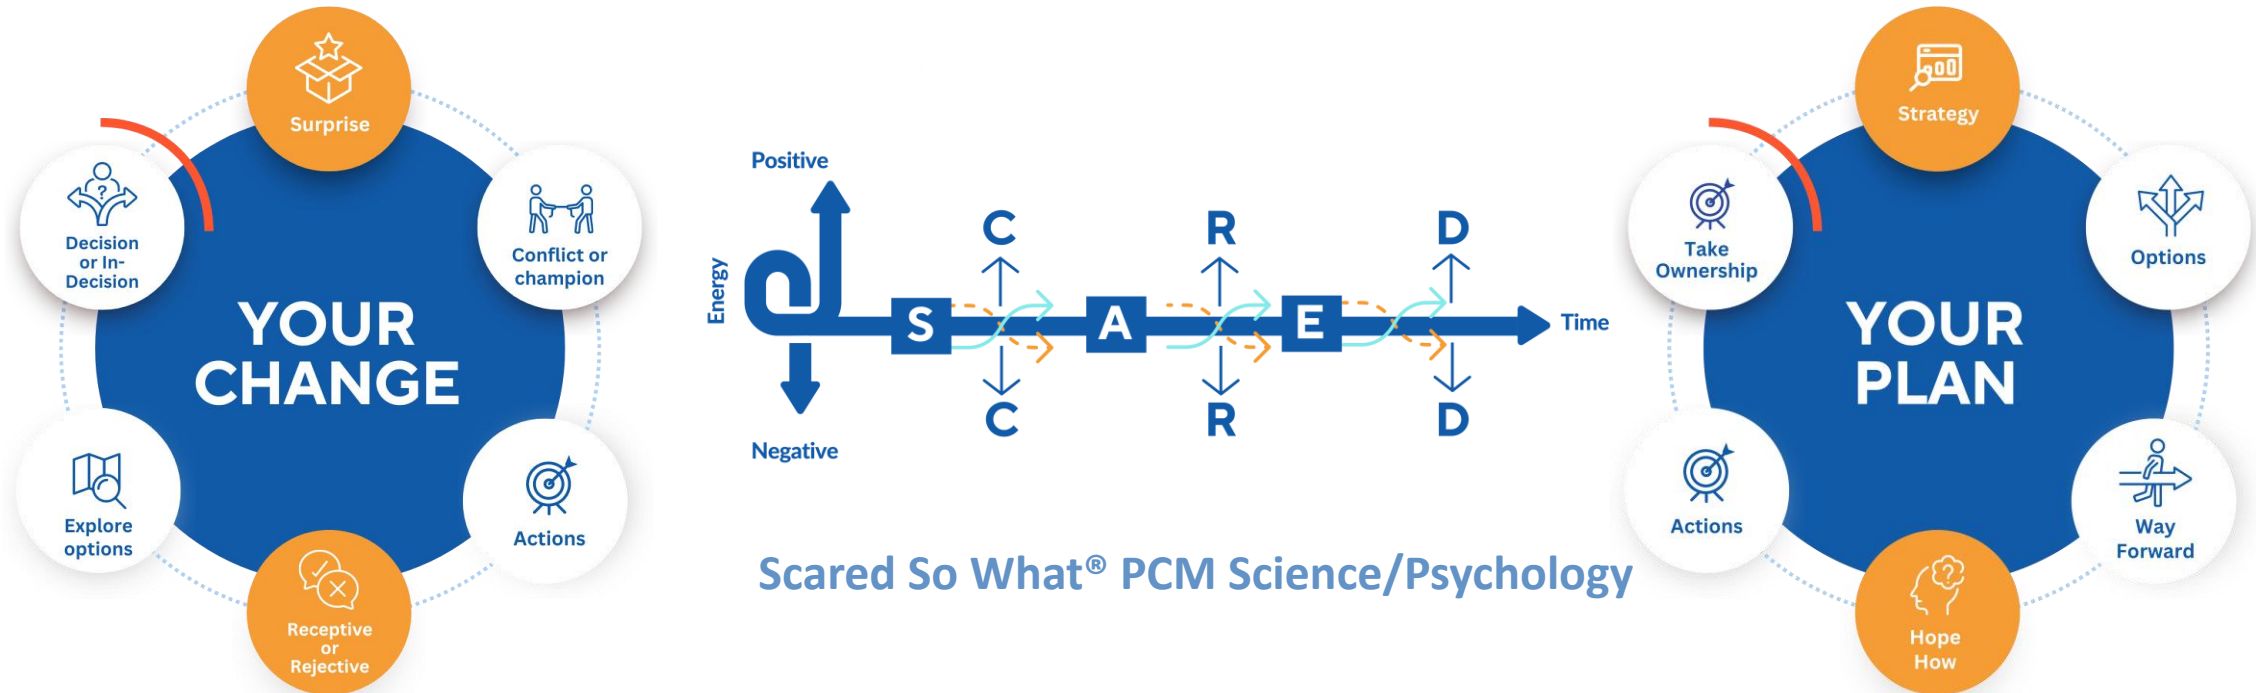 Surprise
Decision
or In-
Decision
Conflict or
champion
YOUR
CHANGE
Explore
options
Actions
Receptive
or
Rejective
Positive
Energy
C
R
D
S
A
E
Time
C
R
D
Negative
Scared So What® PCM Science/Psychology
Strategy
Take
Ownership
Options
YOUR
PLAN
Actions
Way
Forward
Hope
How